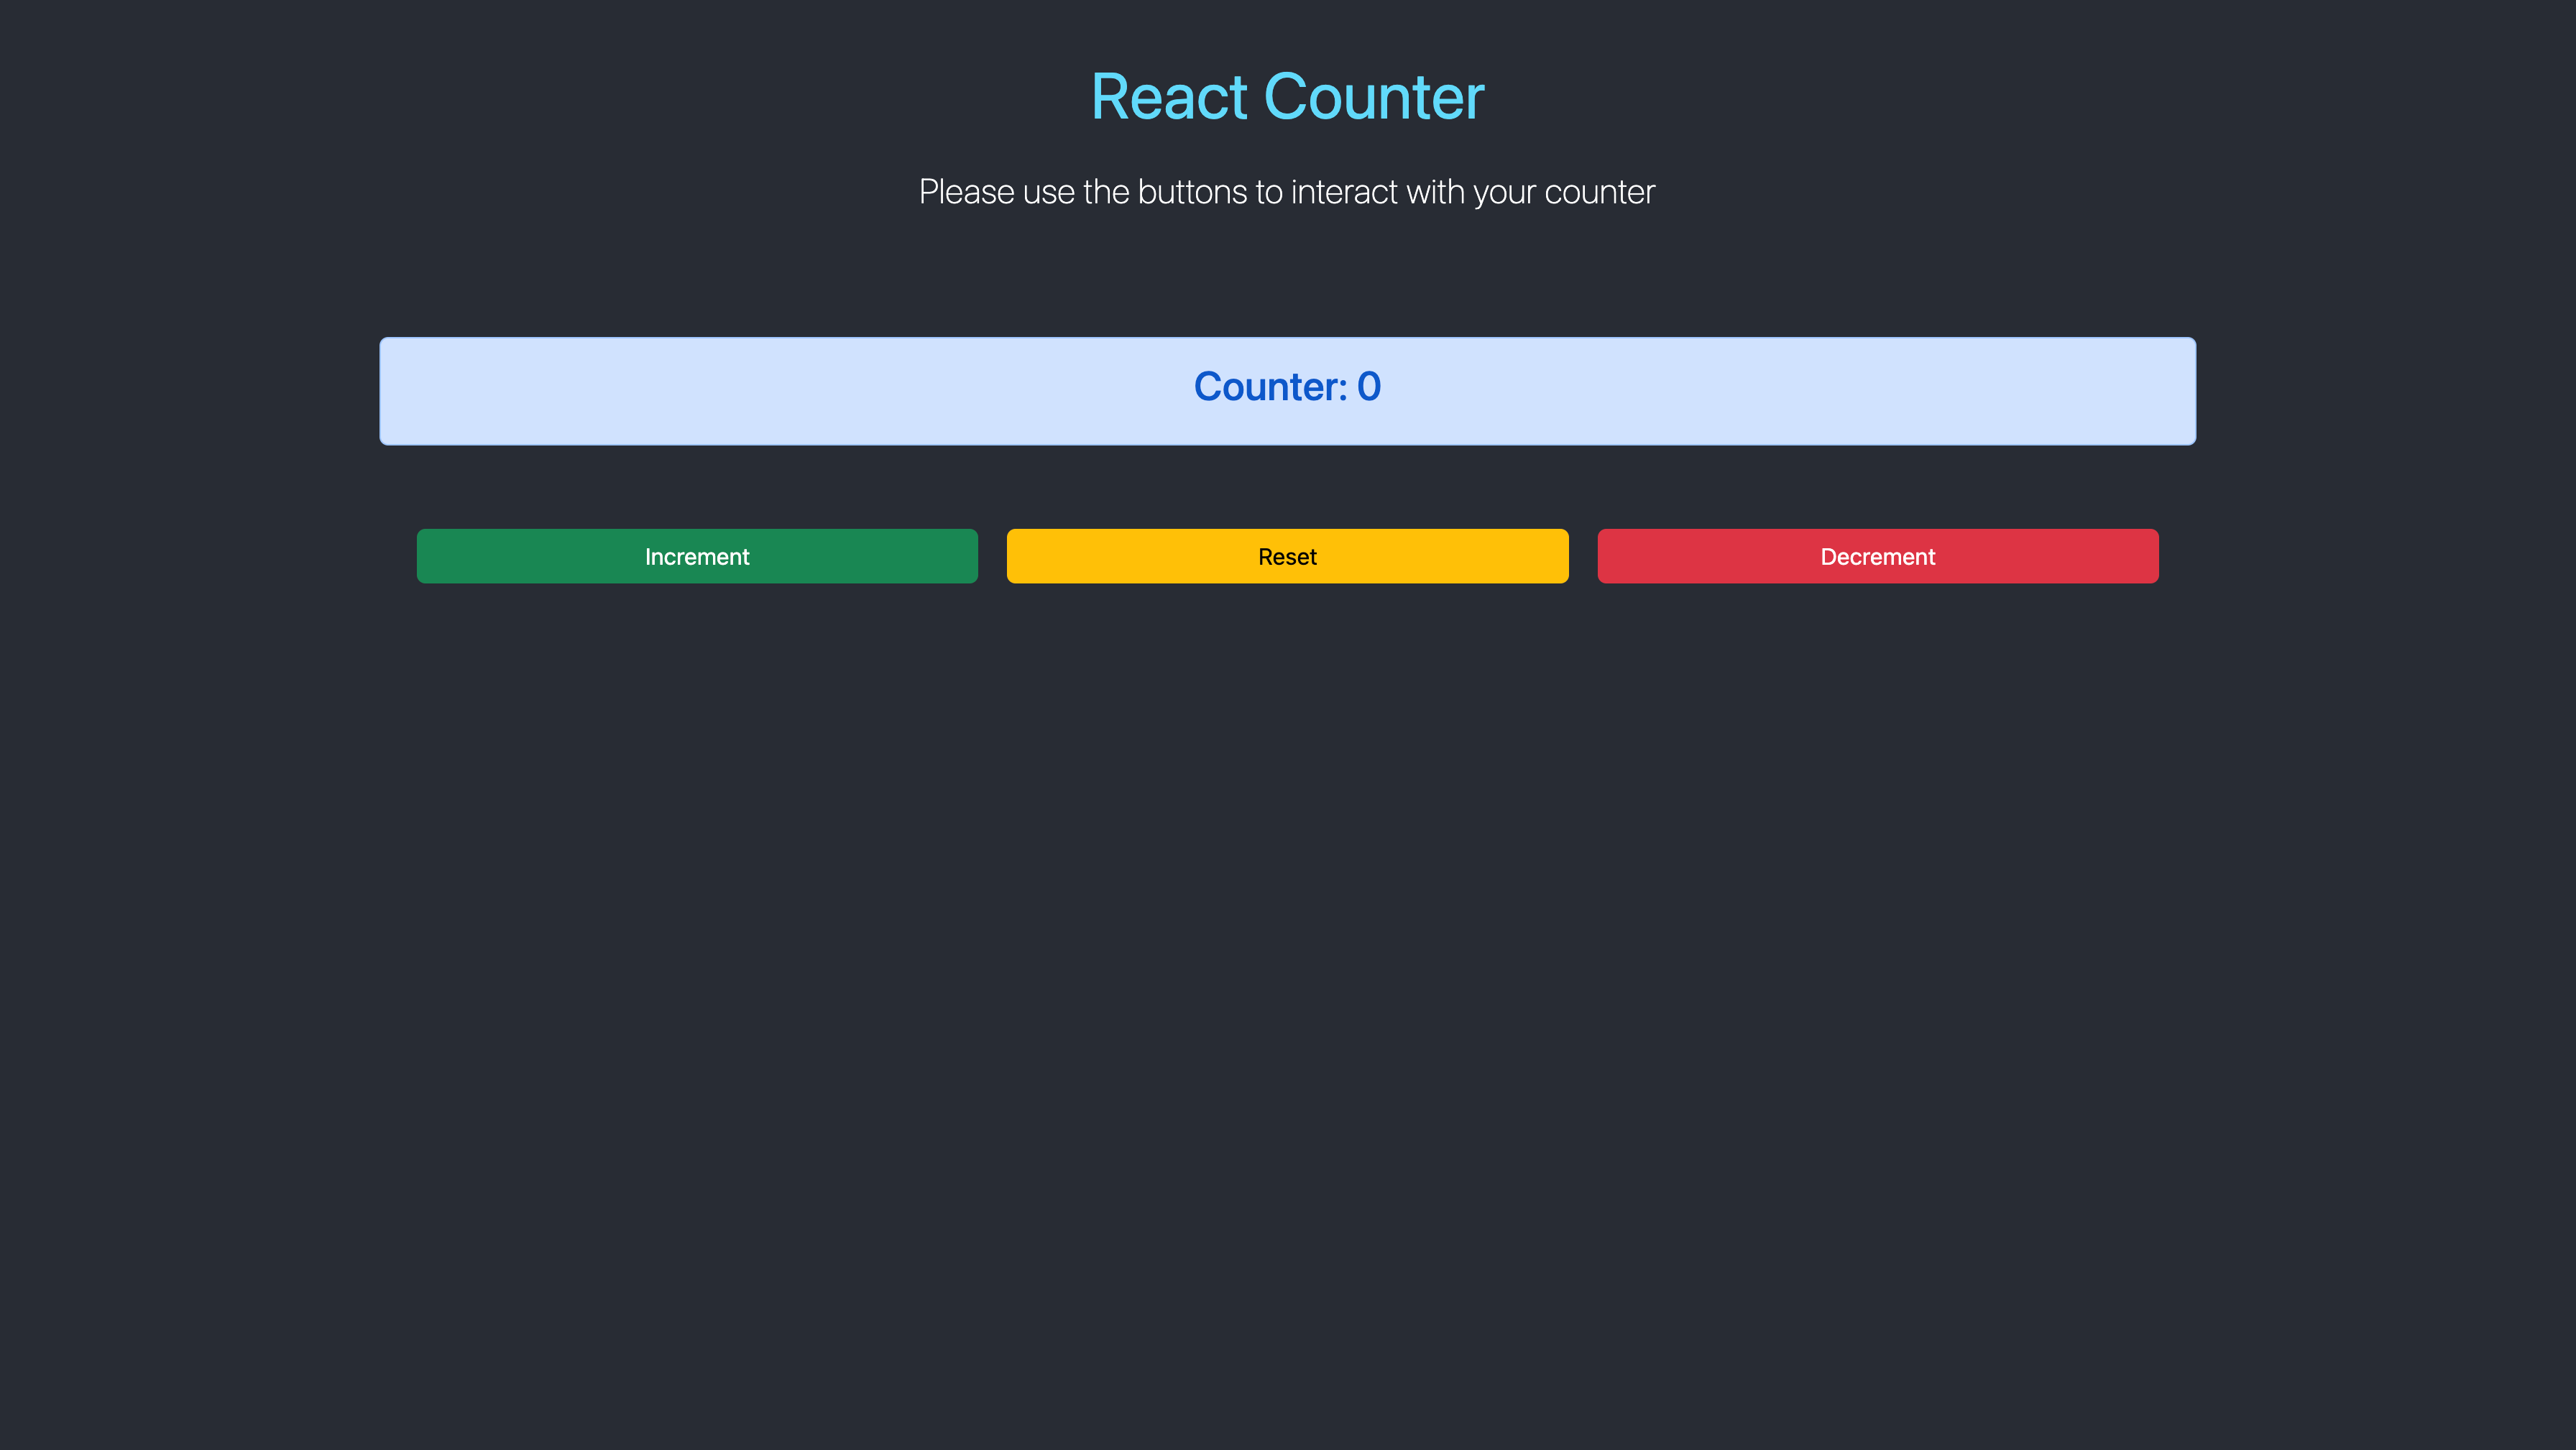 React Counter
Please use the buttons to interact with your counter
Counter: 0
Increment
Reset
Decrement